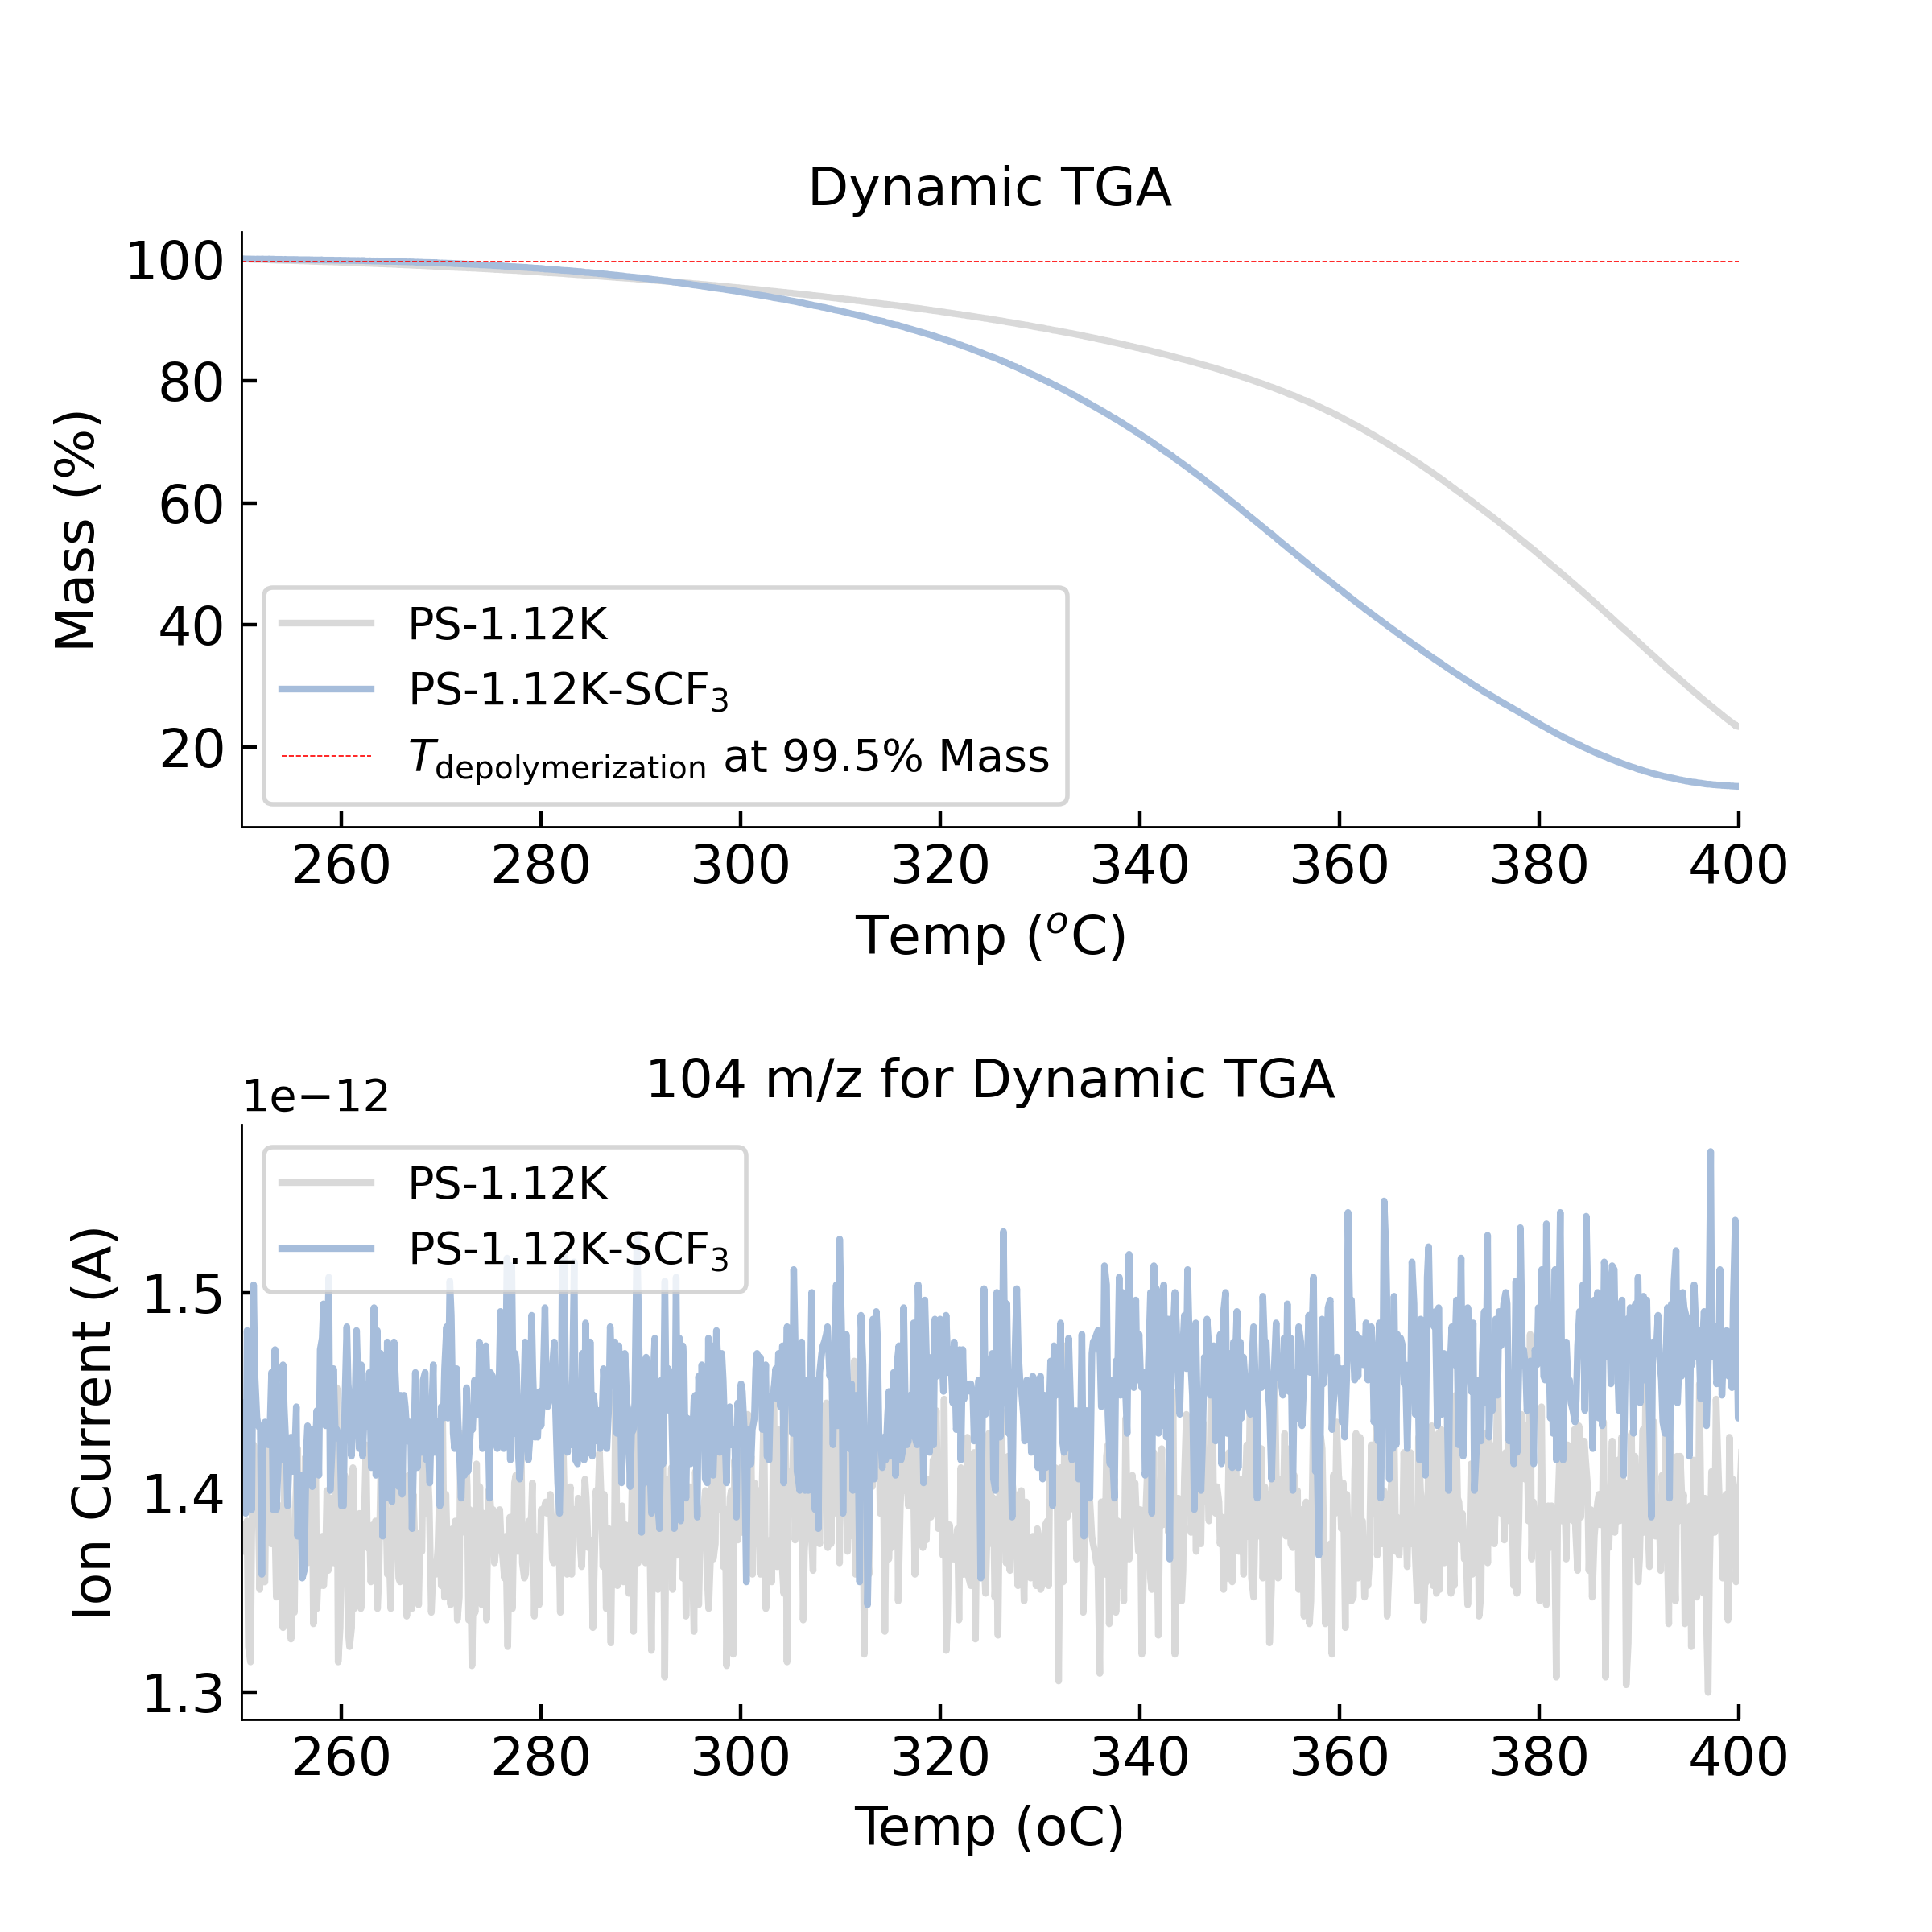 Dynamic TGA
100
80
60
40
20
Mass (%)
PS-1.12K
PS-1.12K-SCF₃
T_depolymerization at 99.5% Mass
260 280 300 320 340 360 380 400
Temp (°C)
104 m/z for Dynamic TGA
1e−12
PS-1.12K
PS-1.12K-SCF₃
1.5
1.4
1.3
Ion Current (A)
260 280 300 320 340 360 380 400
Temp (oC)